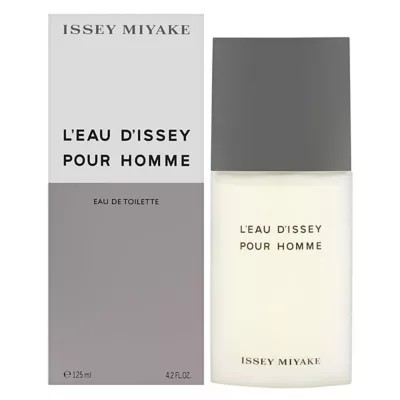 ISSEY MIYAKE
L'EAU D'ISSEY
POUR HOMME
EAU DE TOILETTE
℮ 125 ml 4.2 FL.OZ.
L'EAU D'ISSEY
POUR HOMME
ISSEY MIYAKE